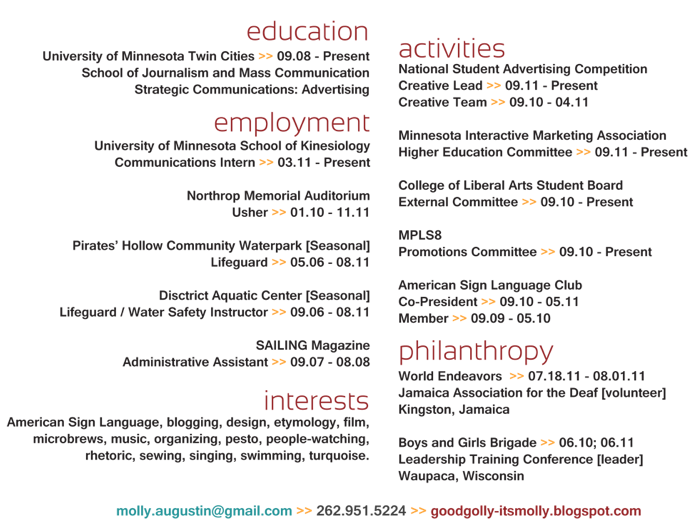 education
University of Minnesota Twin Cities >> 09.08 - Present
School of Journalism and Mass Communication
Strategic Communications: Advertising
employment
University of Minnesota School of Kinesiology
Communications Intern >> 03.11 - Present
Northrop Memorial Auditorium
Usher >> 01.10 - 11.11
Pirates’ Hollow Community Waterpark [Seasonal]
Lifeguard >> 05.06 - 08.11
Disctrict Aquatic Center [Seasonal]
Lifeguard / Water Safety Instructor >> 09.06 - 08.11
SAILING Magazine
Administrative Assistant >> 09.07 - 08.08
interests
American Sign Language, blogging, design, etymology, film,
microbrews, music, organizing, pesto, people-watching,
rhetoric, sewing, singing, swimming, turquoise.
activities
National Student Advertising Competition
Creative Lead >> 09.11 - Present
Creative Team >> 09.10 - 04.11
Minnesota Interactive Marketing Association
Higher Education Committee >> 09.11 - Present
College of Liberal Arts Student Board
External Committee >> 09.10 - Present
MPLS8
Promotions Committee >> 09.10 - Present
American Sign Language Club
Co-President >> 09.10 - 05.11
Member >> 09.09 - 05.10
philanthropy
World Endeavors >> 07.18.11 - 08.01.11
Jamaica Association for the Deaf [volunteer]
Kingston, Jamaica
Boys and Girls Brigade >> 06.10; 06.11
Leadership Training Conference [leader]
Waupaca, Wisconsin
molly.augustin@gmail.com >> 262.951.5224 >> goodgolly-itsmolly.blogspot.com